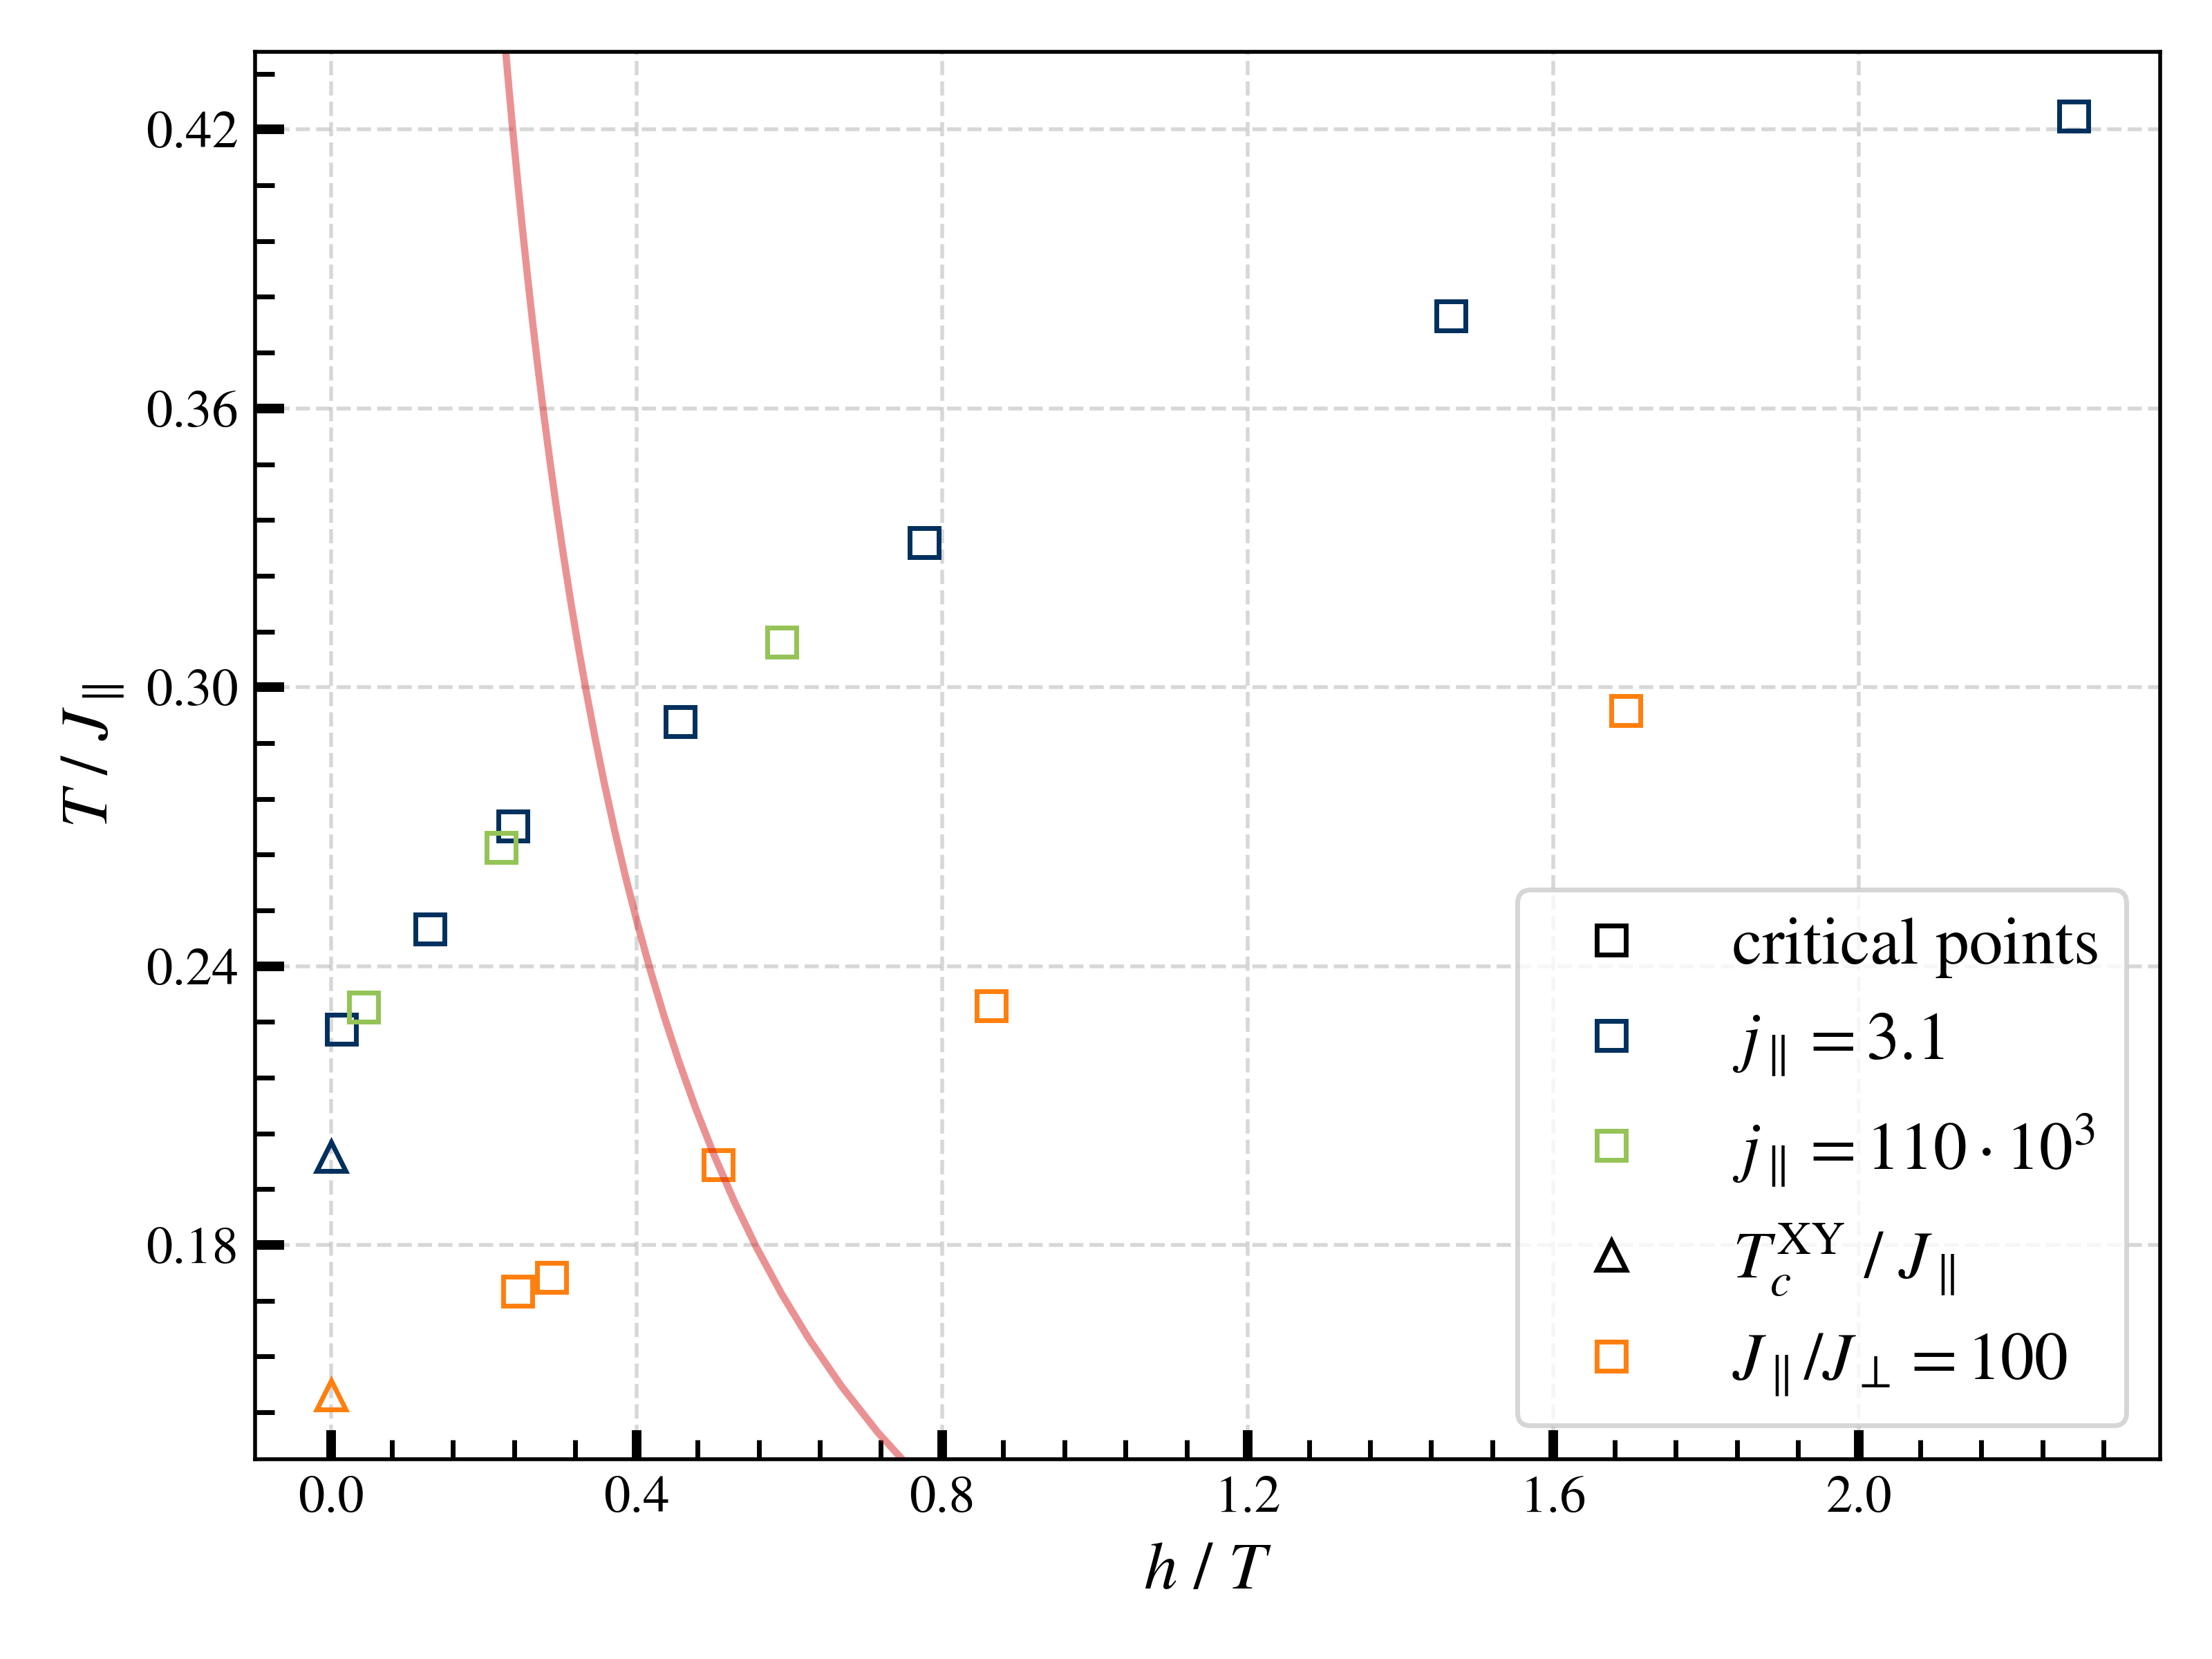 0.42
0.36
0.30
0.24
0.18
T / J∥
0.0 0.4 0.8 1.2 1.6 2.0
h / T
critical points
j∥ = 3.1
j∥ = 110 · 10³
T_c^XY / J∥
J∥/J⊥ = 100